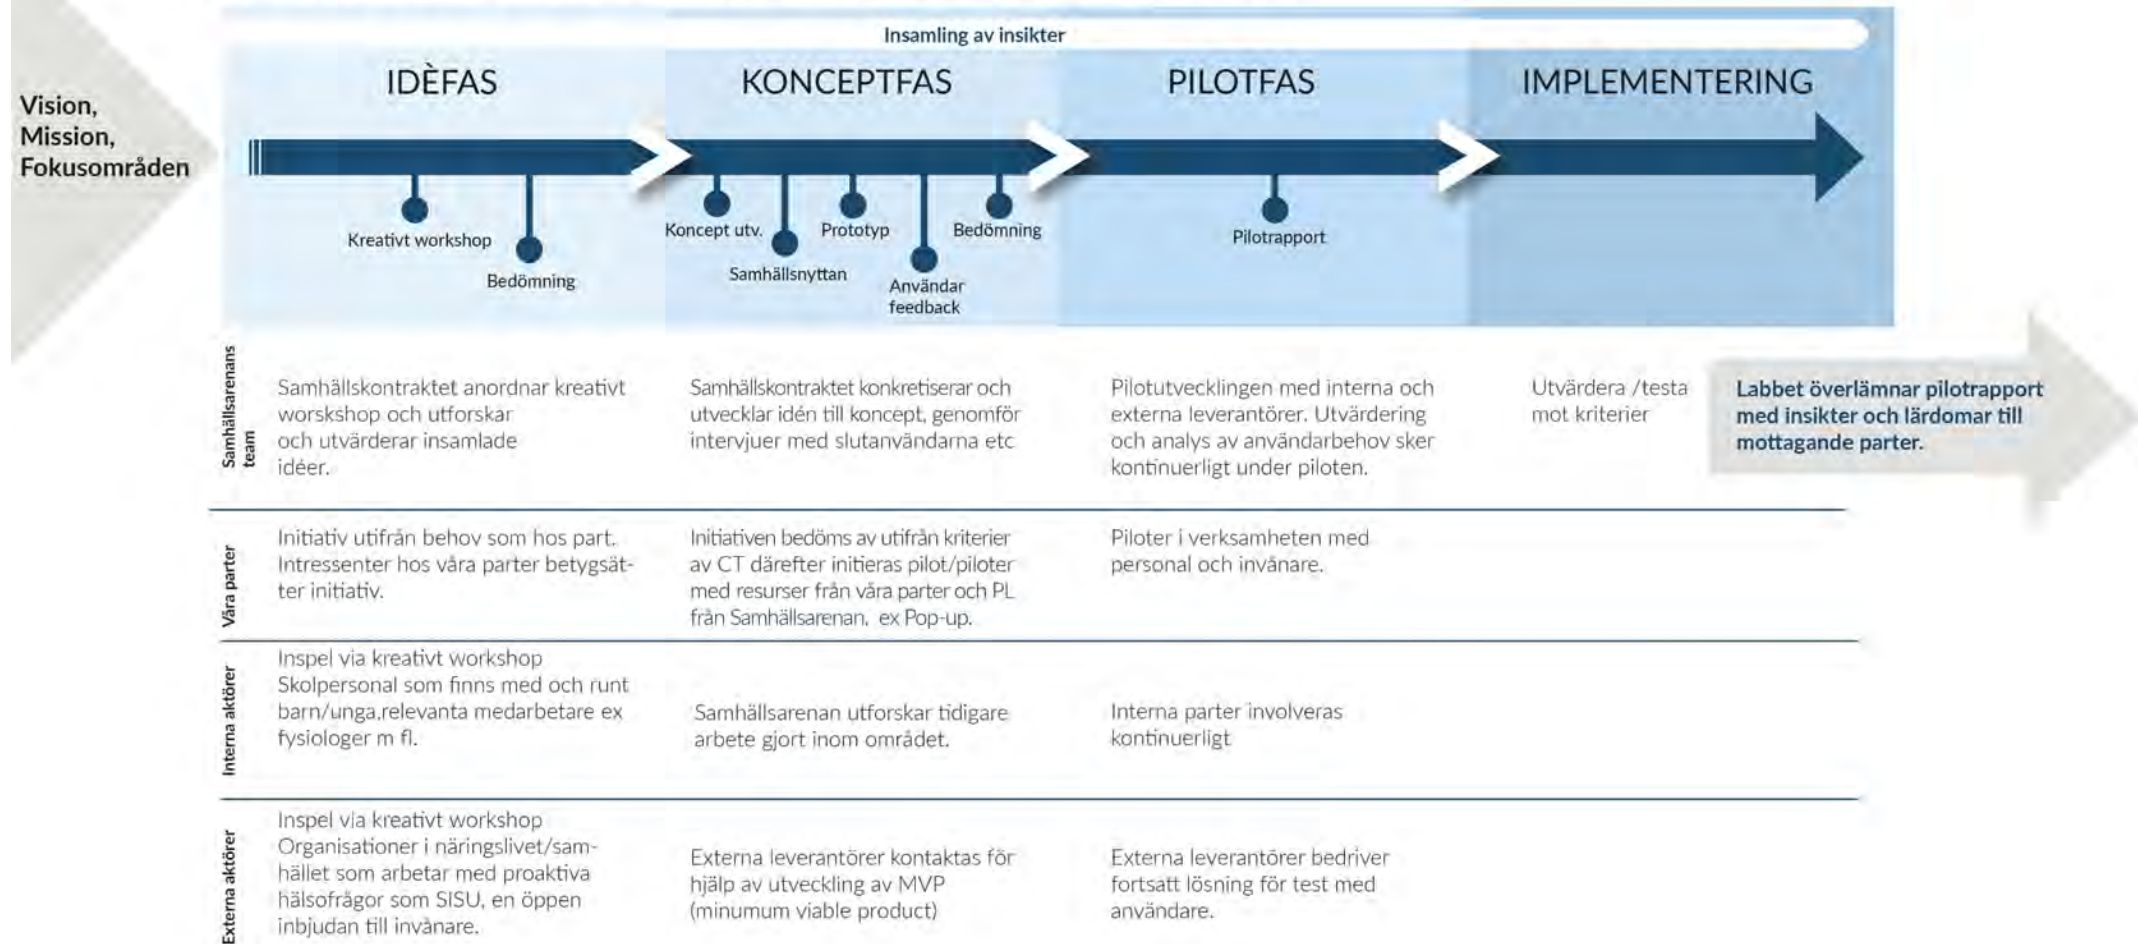 Insamling av insikter
Vision,
Mission,
Fokusområden
IDÈFAS
KONCEPTFAS
PILOTFAS
IMPLEMENTERING
Kreativt workshop
Bedömning
Koncept utv.
Samhällsnyttan
Prototyp
Användar
feedback
Bedömning
Pilotrapport
Samhällsarenans
team
Samhällskontraktet anordnar kreativt
worskshop och utforskar
och utvärderar insamlade
idéer.
Samhällskontraktet konkretiserar och
utvecklar idén till koncept, genomför
intervjuer med slutanvändarna etc
Pilotutvecklingen med interna och
externa leverantörer. Utvärdering
och analys av användarbehov sker
kontinuerligt under piloten.
Utvärdera /testa
mot kriterier
Labbet överlämnar pilotrapport
med insikter och lärdomar till
mottagande parter.
Våra parter
Initiativ utifrån behov som hos part.
Intressenter hos våra parter betygsät-
ter initiativ.
Initiativen bedöms av utifrån kriterier
av CT därefter initieras pilot/piloter
med resurser från våra parter och PL
från Samhällsarenan, ex Pop-up.
Piloter i verksamheten med
personal och invånare.
Interna aktörer
Inspel via kreativt workshop
Skolpersonal som finns med och runt
barn/unga,relevanta medarbetare ex
fysiologer m fl.
Samhällsarenan utforskar tidigare
arbete gjort inom området.
Interna parter involveras
kontinuerligt
Externa aktörer
Inspel via kreativt workshop
Organisationer i näringslivet/sam-
hället som arbetar med proaktiva
hälsofrågor som SISU, en öppen
inbjudan till invånare.
Externa leverantörer kontaktas för
hjälp av utveckling av MVP
(minumum viable product)
Externa leverantörer bedriver
fortsatt lösning för test med
användare.